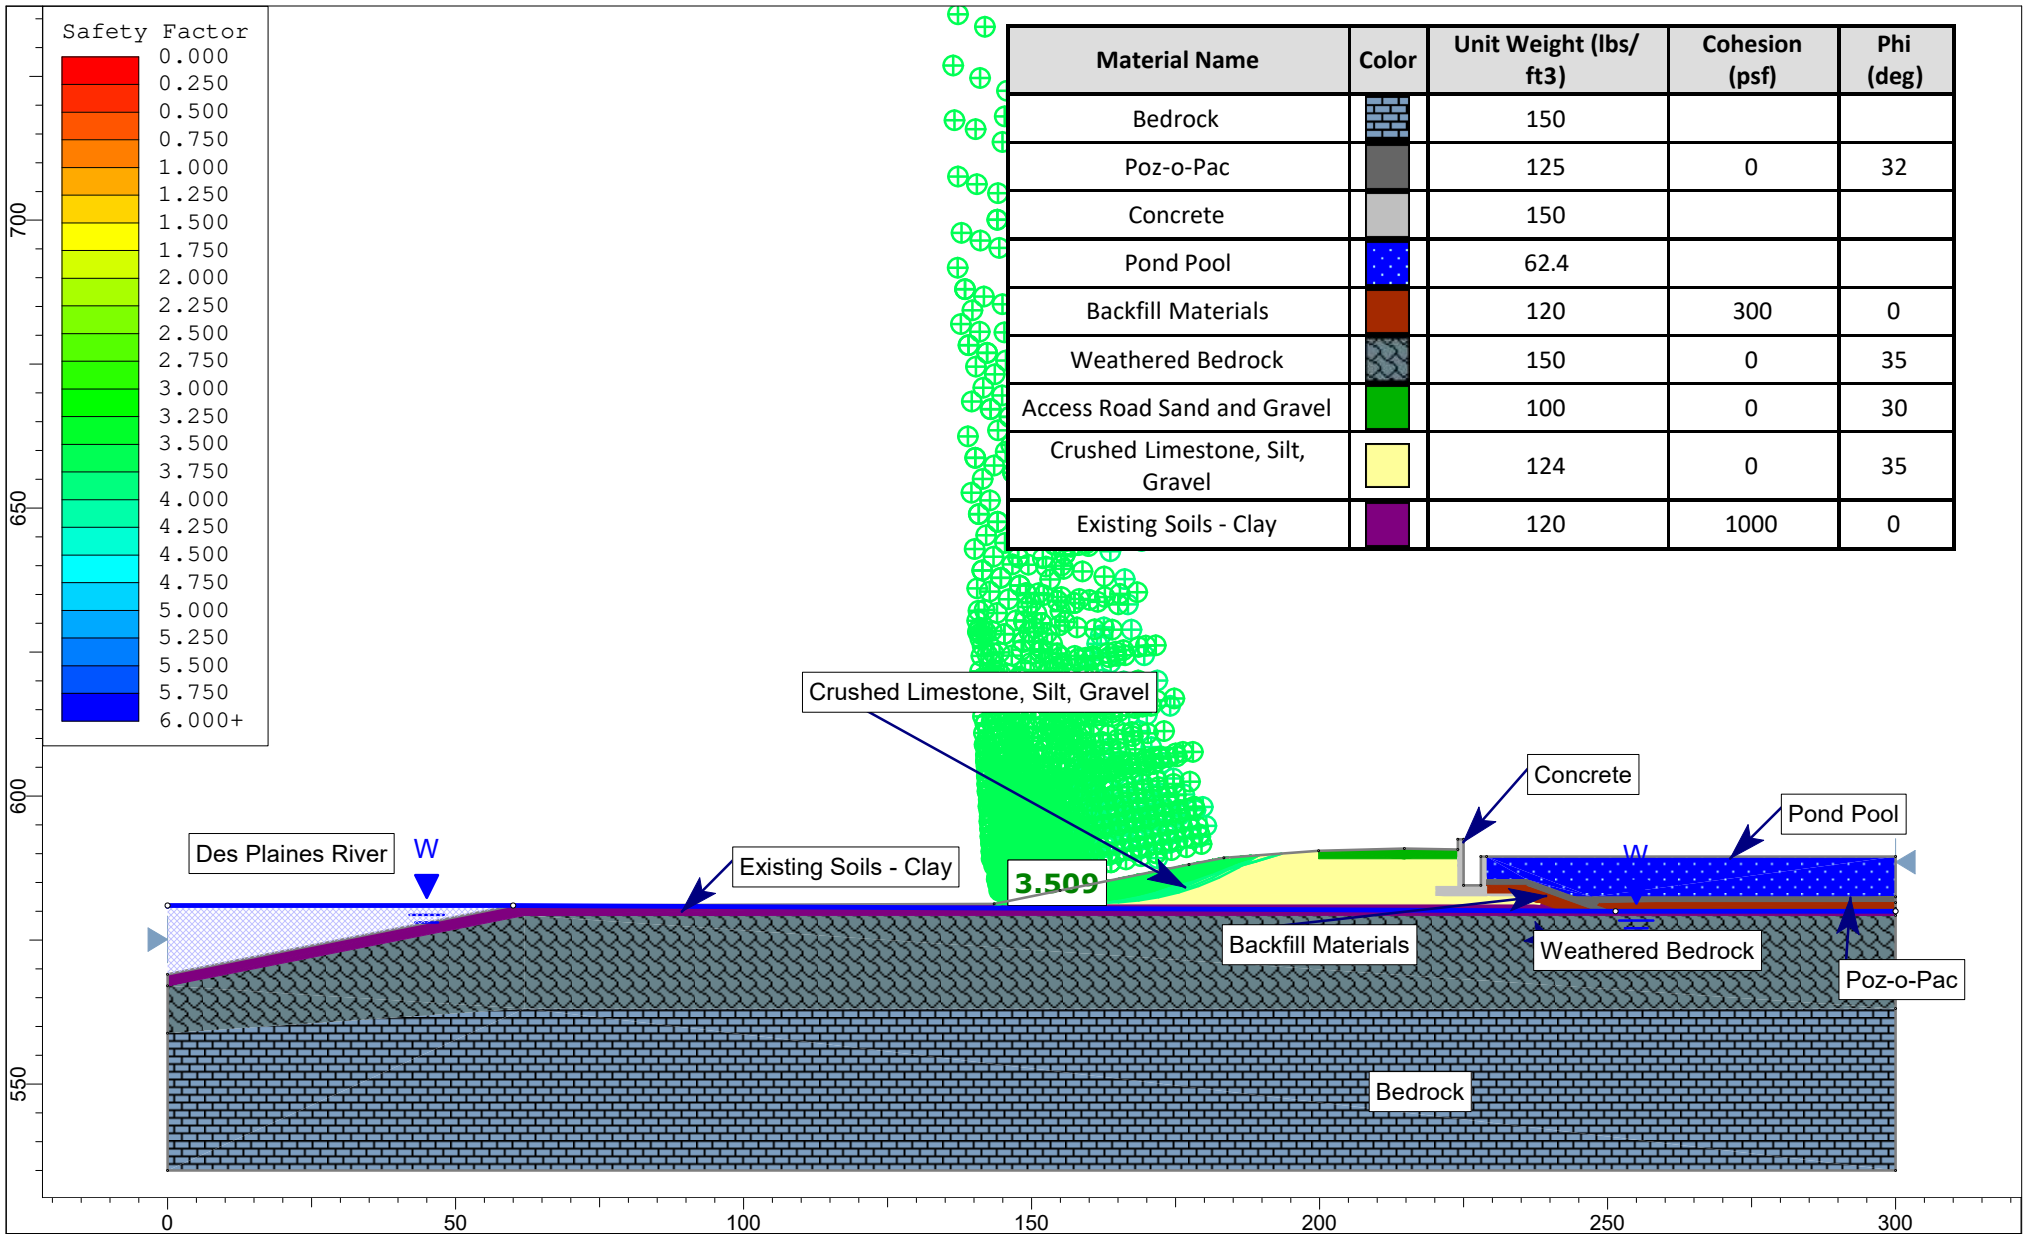 Safety Factor
0.000
0.250
0.500
0.750
1.000
1.250
1.500
1.750
2.000
2.250
2.500
2.750
3.000
3.250
3.500
3.750
4.000
4.250
4.500
4.750
5.000
5.250
5.500
5.750
6.000+
Material Name Color Unit Weight (lbs/ft3) Cohesion (psf) Phi (deg)
Bedrock 150
Poz-o-Pac 125 0 32
Concrete 150
Pond Pool 62.4
Backfill Materials 120 300 0
Weathered Bedrock 150 0 35
Access Road Sand and Gravel 100 0 30
Crushed Limestone, Silt, Gravel 124 0 35
Existing Soils - Clay 120 1000 0
Crushed Limestone, Silt, Gravel
Concrete
Pond Pool
Des Plaines River
W
Existing Soils - Clay
3.509
W
Backfill Materials
Weathered Bedrock
Poz-o-Pac
Bedrock
700
650
600
550
0 50 100 150 200 250 300